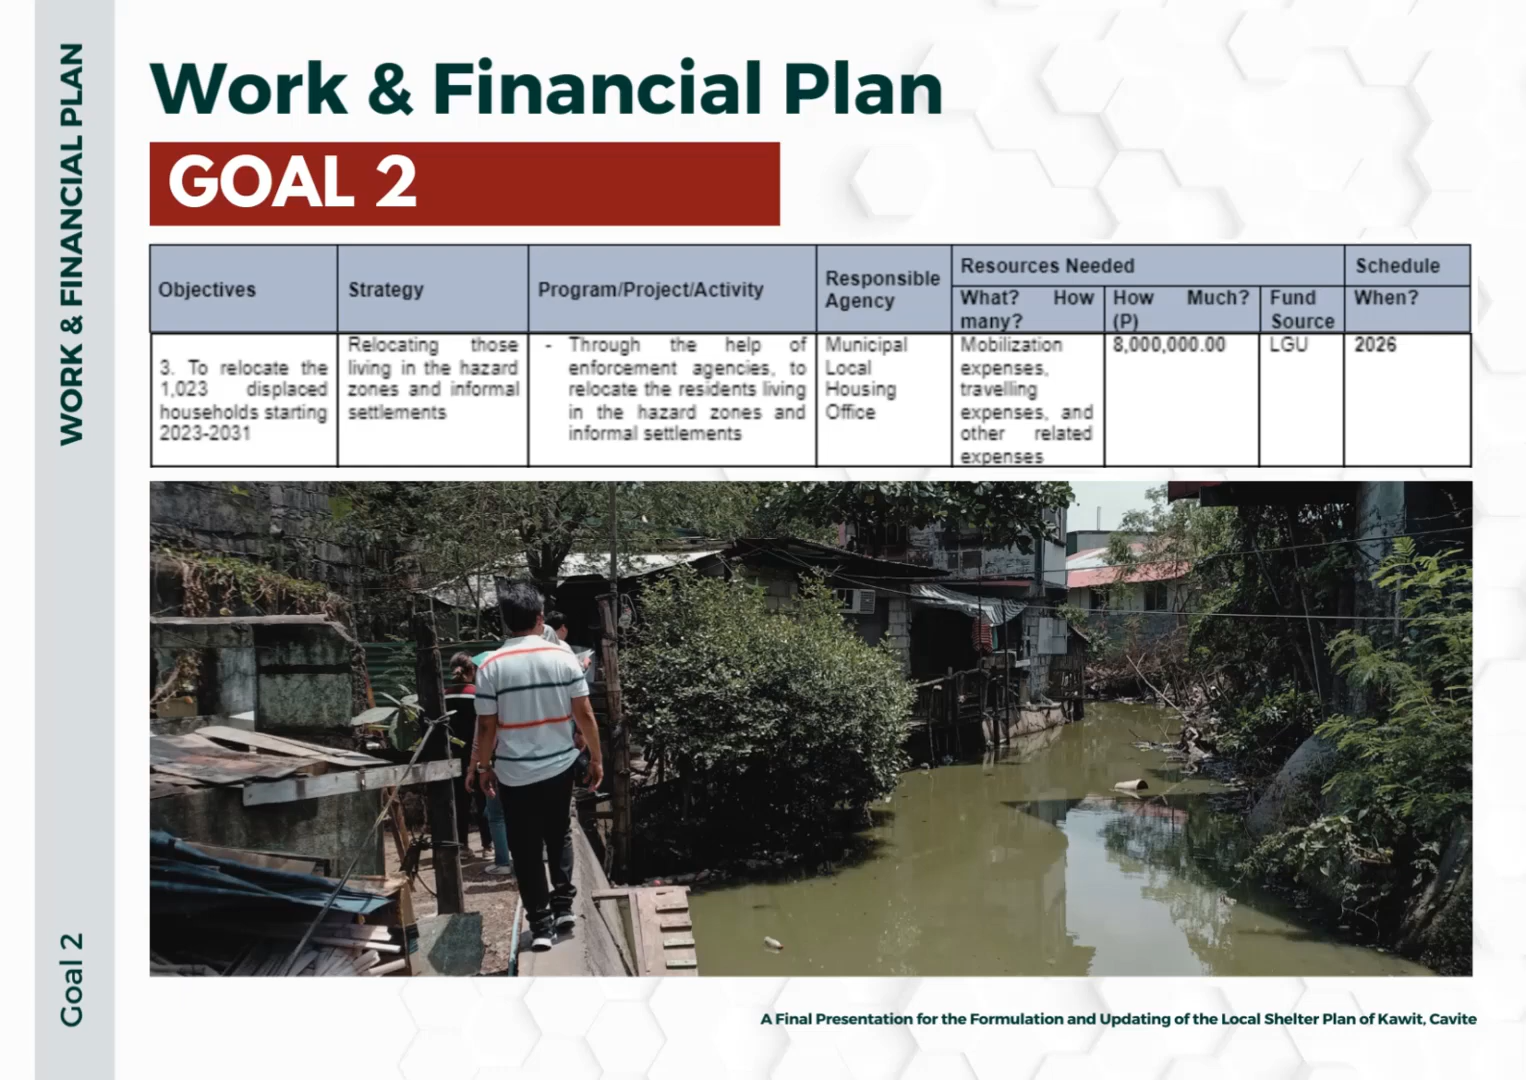 WORK & FINANCIAL PLAN
Goal 2
Work & Financial Plan
GOAL 2
Objectives
Strategy
Program/Project/Activity
Responsible
Agency
Resources Needed
What? How
many?
How Much?
(P)
Fund
Source
Schedule
When?
3. To relocate the
1,023 displaced
households starting
2023-2031
Relocating those
living in the hazard
zones and informal
settlements
- Through the help of
enforcement agencies, to
relocate the residents living
in the hazard zones and
informal settlements
Municipal
Local
Housing
Office
Mobilization
expenses,
travelling
expenses, and
other related
expenses
8,000,000.00
LGU
2026
A Final Presentation for the Formulation and Updating of the Local Shelter Plan of Kawit, Cavite